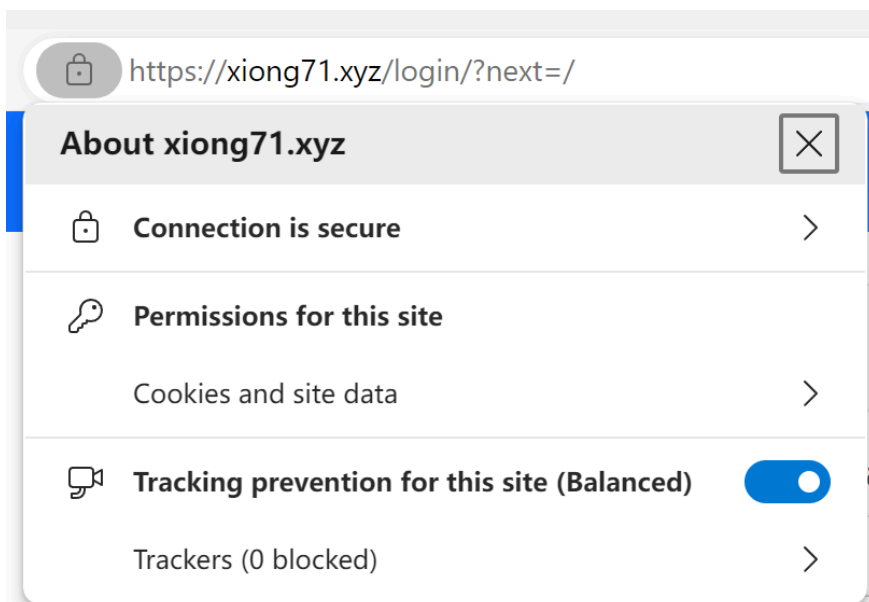 https://xiong71.xyz/login/?next=/
About xiong71.xyz
Connection is secure
Permissions for this site
Cookies and site data
Tracking prevention for this site (Balanced)
Trackers (0 blocked)